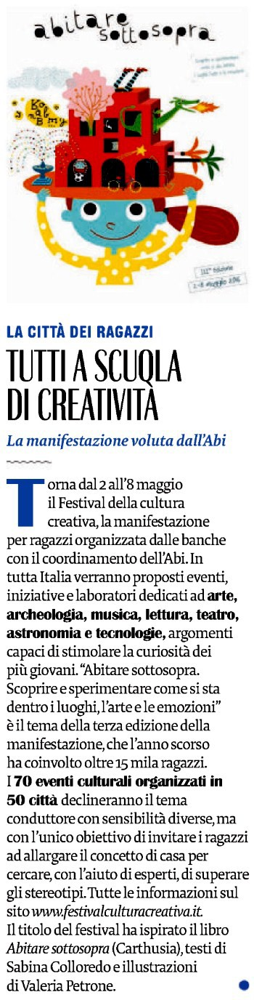 abitare
sottosopra
IIIª Edizione
2-8 maggio 2016
LA CITTÀ DEI RAGAZZI
TUTTI A SCUOLA
DI CREATIVITÀ
La manifestazione voluta dall'Abi
Torna dal 2 all'8 maggio
il Festival della cultura
creativa, la manifestazione
per ragazzi organizzata dalle banche
con il coordinamento dell'Abi. In
tutta Italia verranno proposti eventi,
iniziative e laboratori dedicati ad arte,
archeologia, musica, lettura, teatro,
astronomia e tecnologie, argomenti
capaci di stimolare la curiosità dei
più giovani. “Abitare sottosopra.
Scoprire e sperimentare come si sta
dentro i luoghi, l'arte e le emozioni”
è il tema della terza edizione della
manifestazione, che l'anno scorso
ha coinvolto oltre 15 mila ragazzi.
I 70 eventi culturali organizzati in
50 città declineranno il tema
conduttore con sensibilità diverse, ma
con l'unico obiettivo di invitare i ragazzi
ad allargare il concetto di casa per
cercare, con l'aiuto di esperti, di superare
gli stereotipi. Tutte le informazioni sul
sito www.festivalculturacreativa.it.
Il titolo del festival ha ispirato il libro
Abitare sottosopra (Carthusia), testi di
Sabina Colloredo e illustrazioni
di Valeria Petrone.